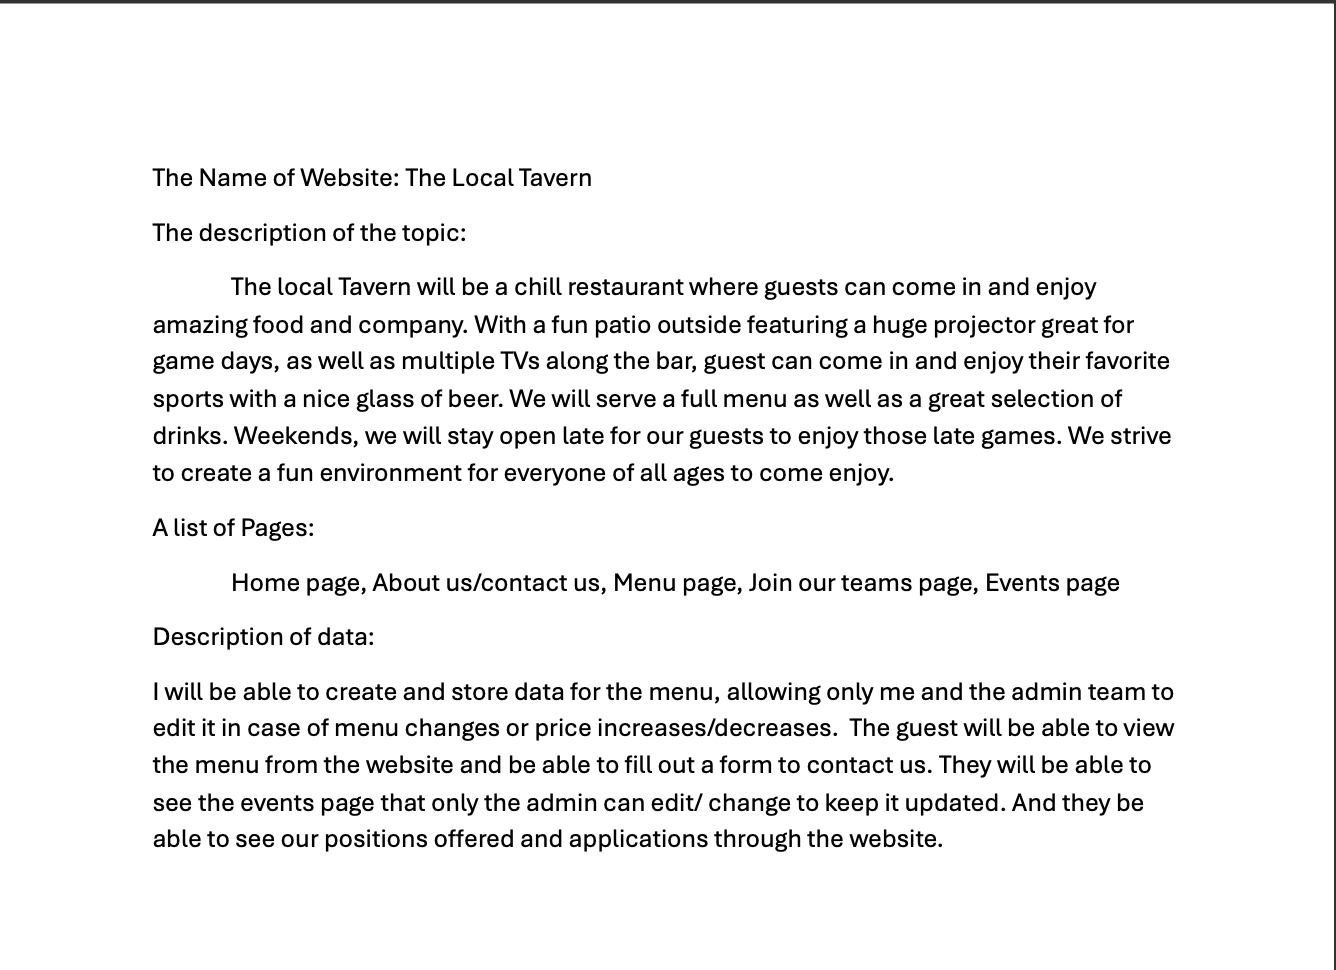 The Name of Website: The Local Tavern
The description of the topic:
The local Tavern will be a chill restaurant where guests can come in and enjoy
amazing food and company. With a fun patio outside featuring a huge projector great for
game days, as well as multiple TVs along the bar, guest can come in and enjoy their favorite
sports with a nice glass of beer. We will serve a full menu as well as a great selection of
drinks. Weekends, we will stay open late for our guests to enjoy those late games. We strive
to create a fun environment for everyone of all ages to come enjoy.
A list of Pages:
Home page, About us/contact us, Menu page, Join our teams page, Events page
Description of data:
I will be able to create and store data for the menu, allowing only me and the admin team to
edit it in case of menu changes or price increases/decreases.  The guest will be able to view
the menu from the website and be able to fill out a form to contact us. They will be able to
see the events page that only the admin can edit/ change to keep it updated. And they be
able to see our positions offered and applications through the website.